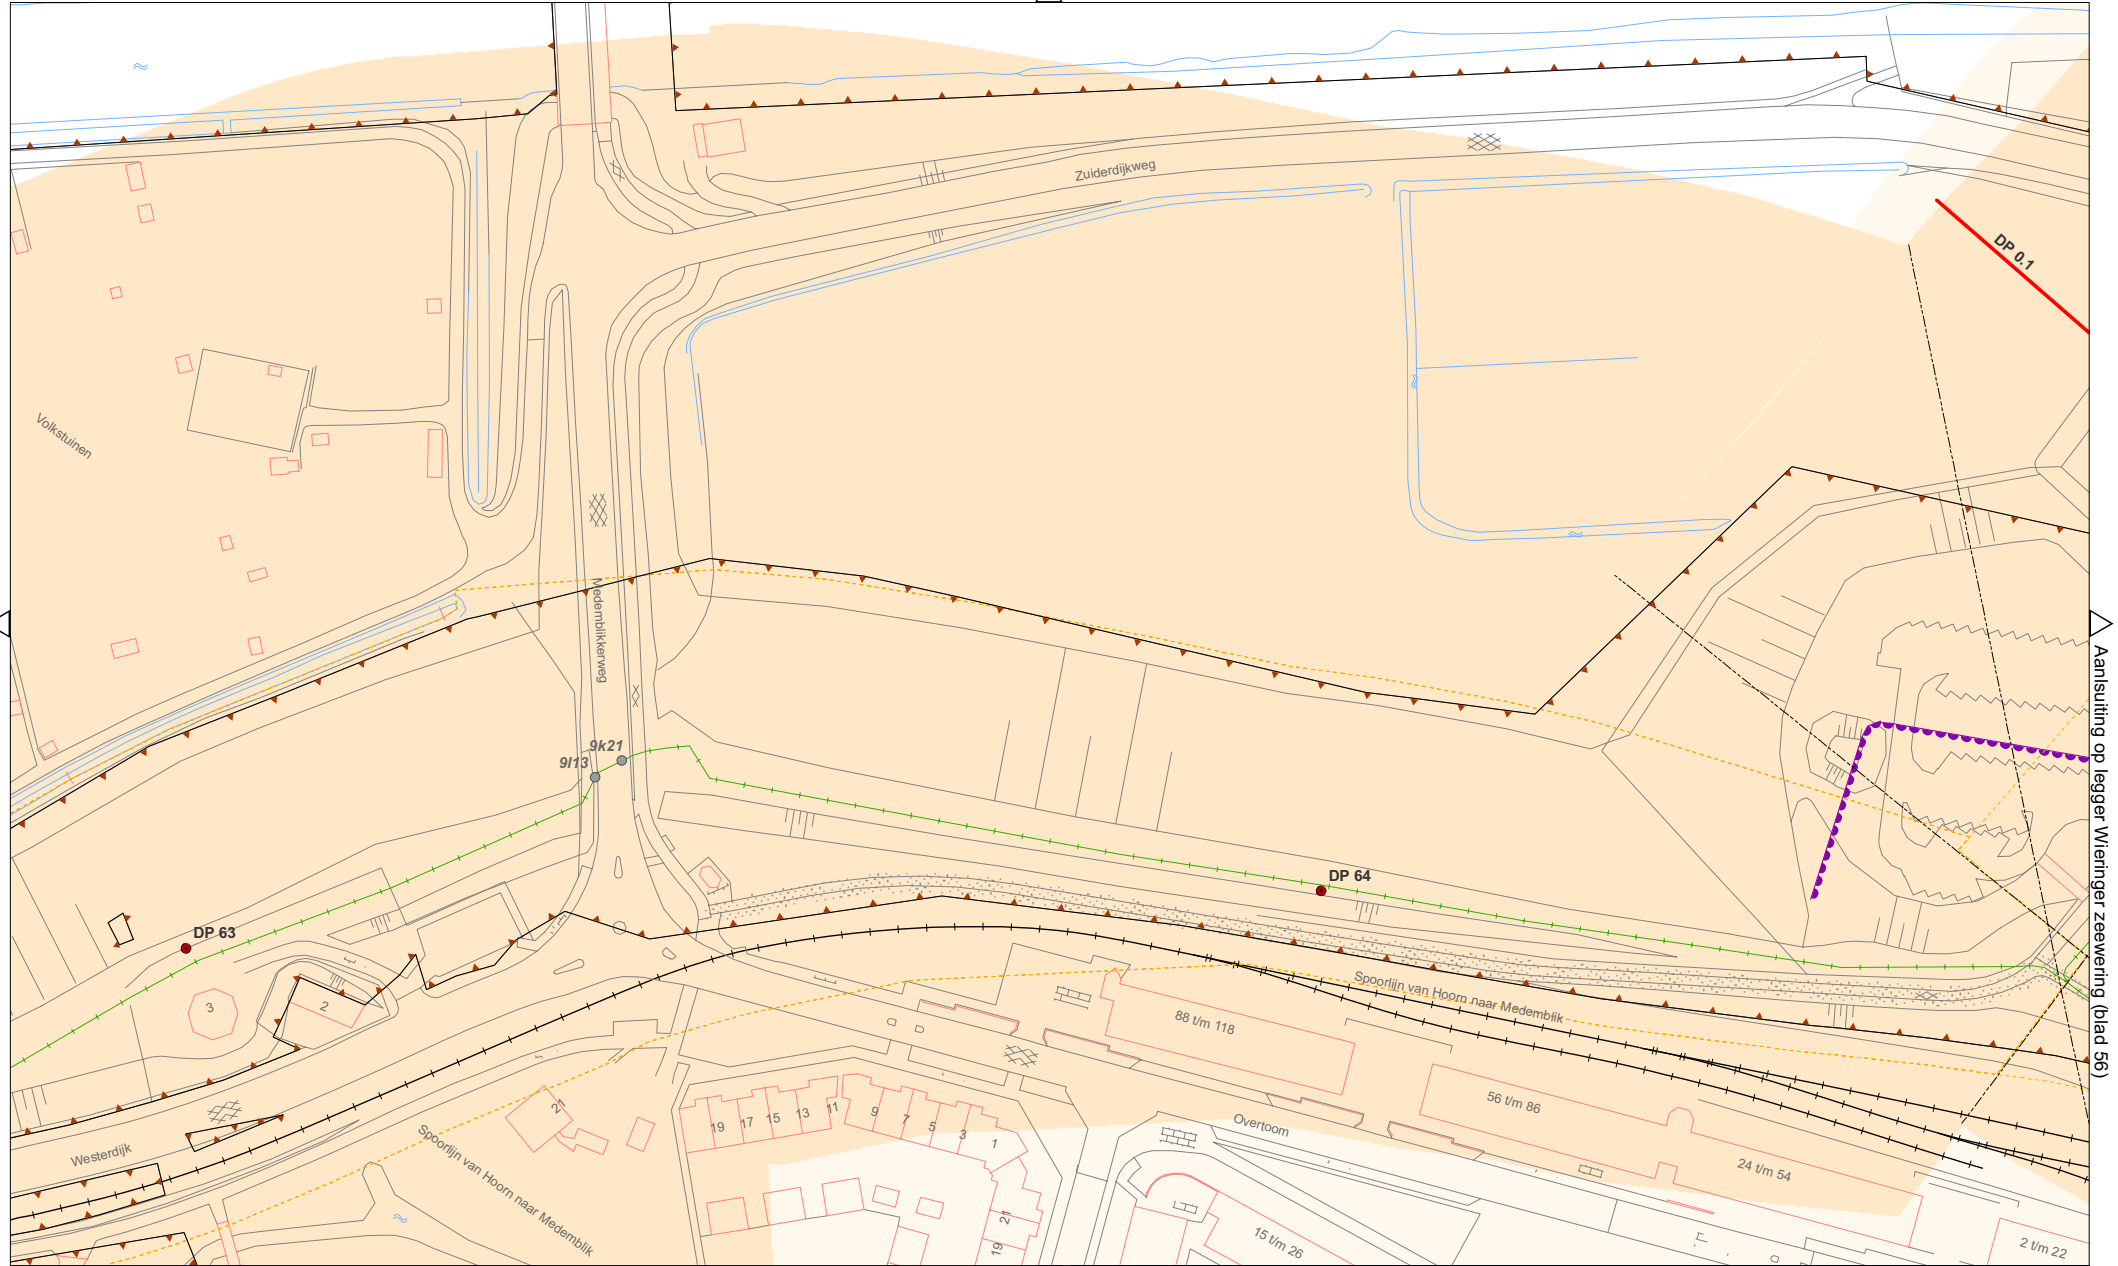 Zuiderdijkweg
DP 0.1
Volkstuinen
Medemblikkerweg
Aanlsuiting op legger Wieringer zeewering (blad 56)
9k21
9l13
DP 64
DP 63
3
2
Spoorlijn van Hoorn naar Medemblik
88 t/m 118
56 t/m 86
24 t/m 54
Overtoom
21
19
17
15
13
11
9
7
5
3
1
Westerdijk
Spoorlijn van Hoorn naar Medemblik
21
19
15 t/m 26
2 t/m 22